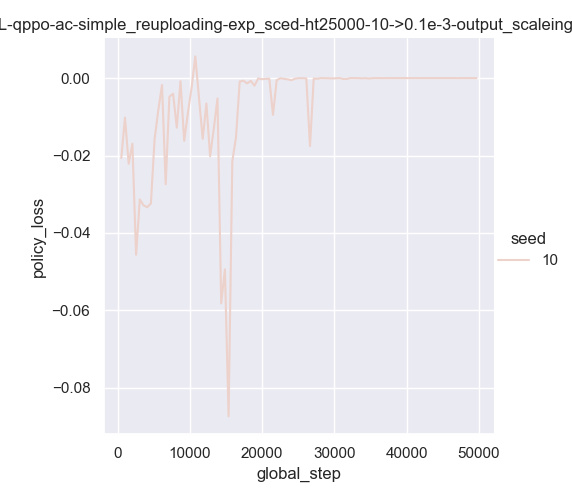 L-qppo-ac-simple_reuploading-exp_sced-ht25000-10->0.1e-3-output_scaleing
0.00
−0.02
−0.04
−0.06
−0.08
policy_loss
0 10000 20000 30000 40000 50000
global_step
seed
10